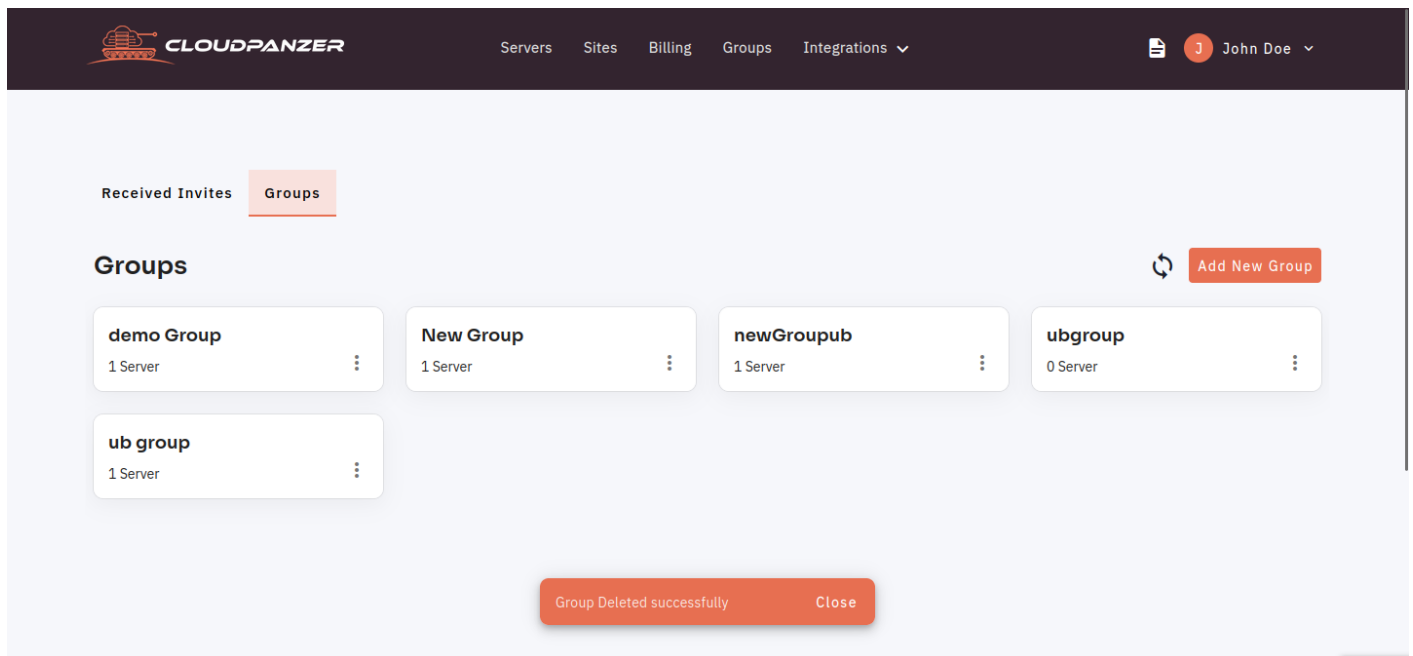 CLOUDPANZER Servers Sites Billing Groups Integrations J John Doe
Received Invites Groups
Groups Add New Group
demo Group New Group newGroupub ubgroup
1 Server 1 Server 1 Server 0 Server
ub group
1 Server
Group Deleted successfully Close